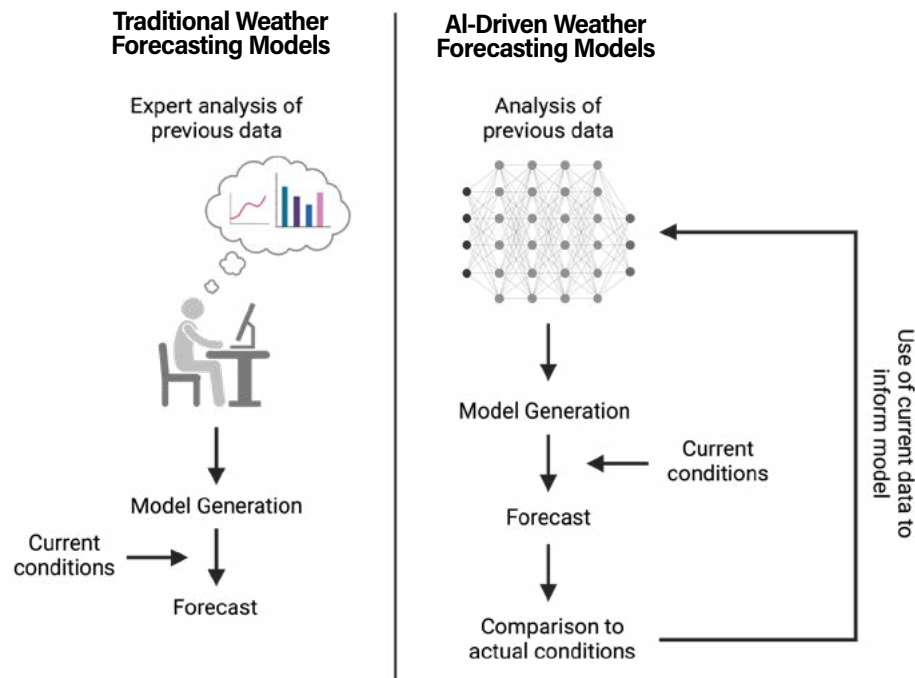 Traditional Weather
Forecasting Models
Expert analysis of
previous data
Model Generation
Current
conditions
Forecast
AI-Driven Weather
Forecasting Models
Analysis of
previous data
Model Generation
Current
conditions
Forecast
Comparison to
actual conditions
Use of current data to
inform model